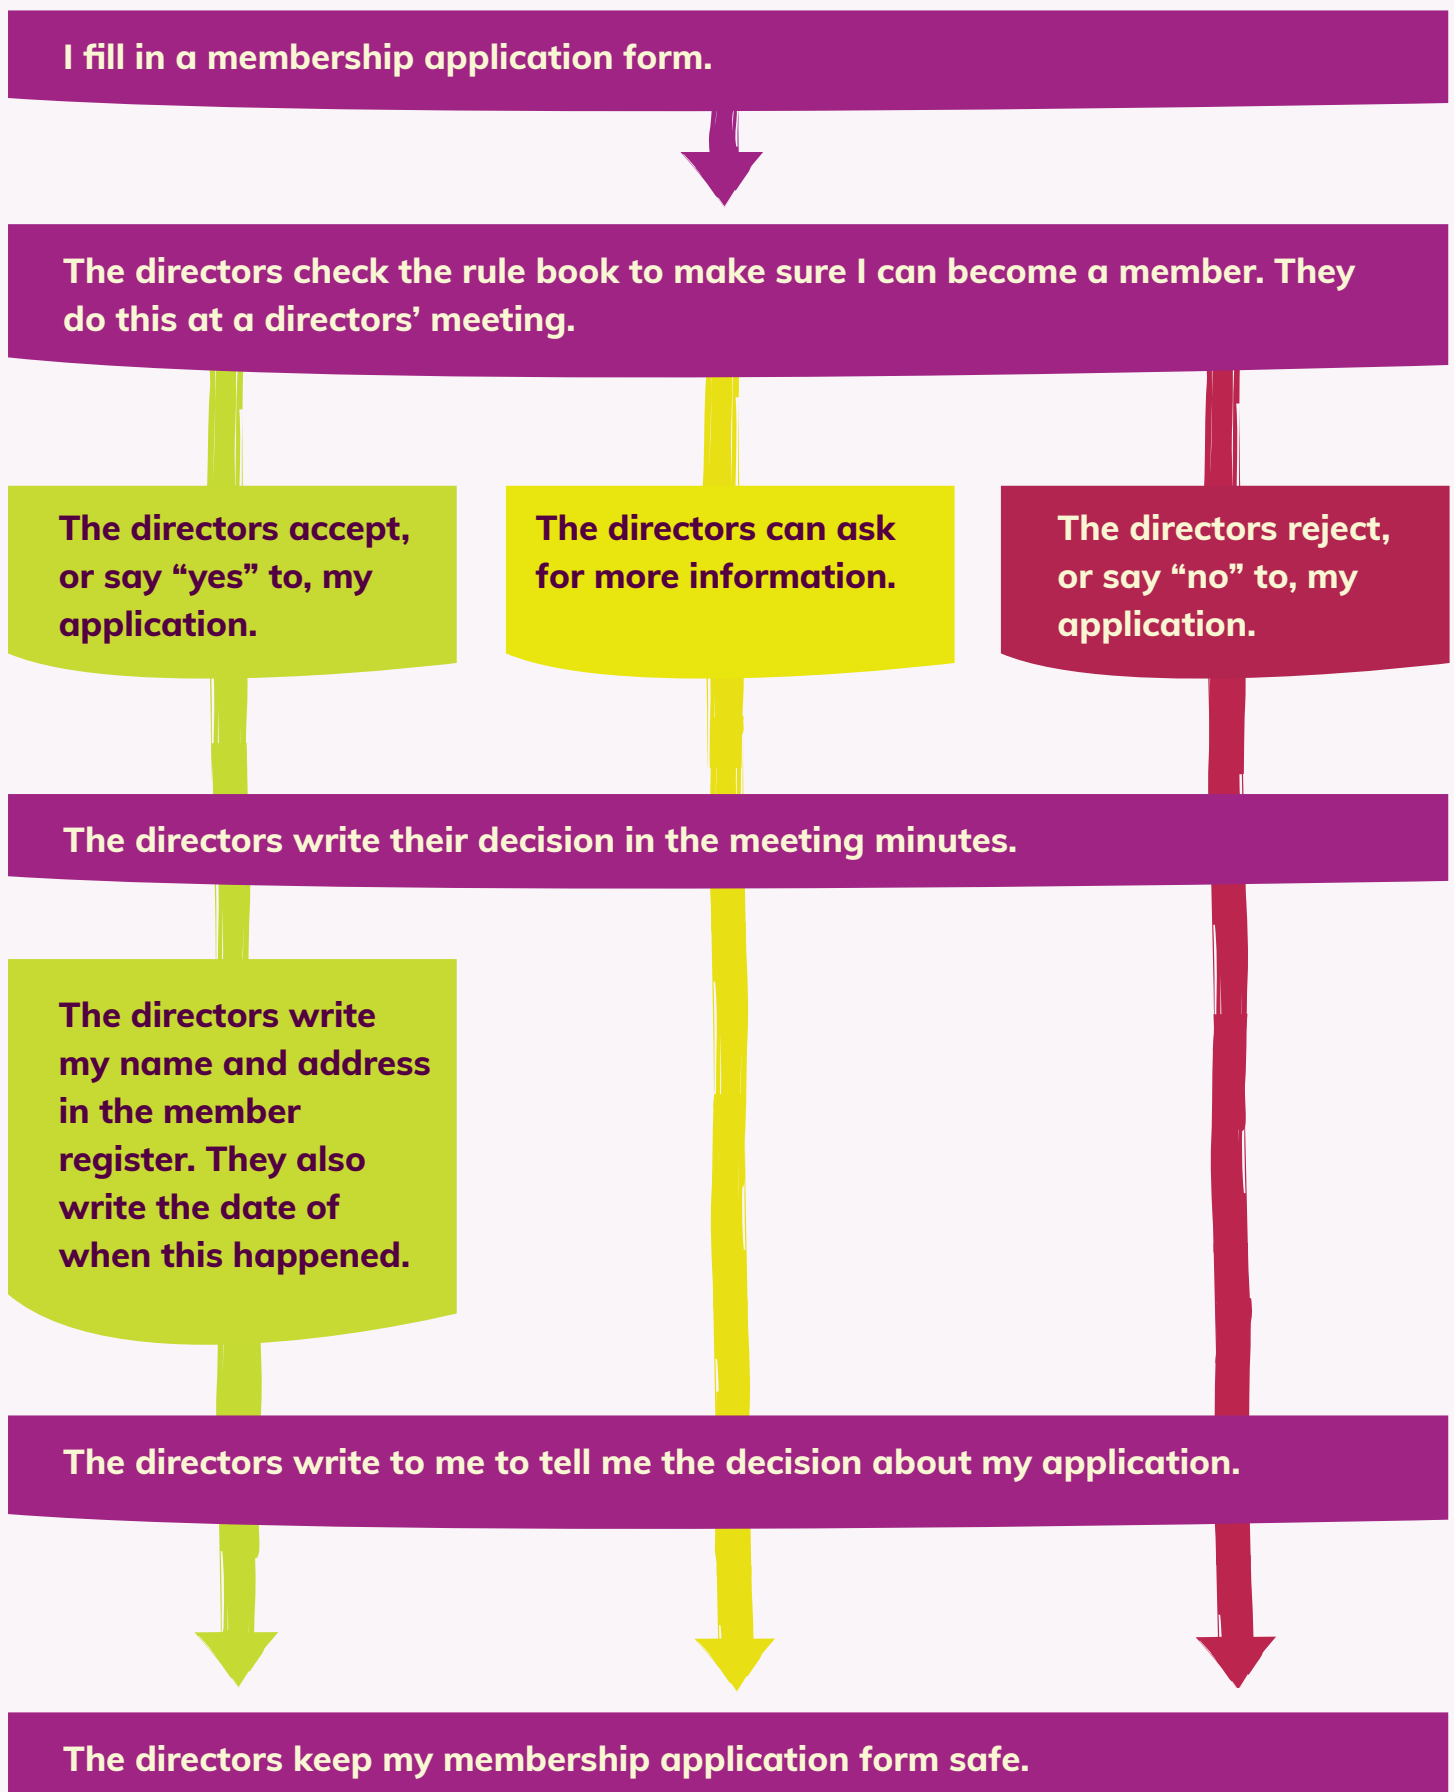 I fill in a membership application form.
The directors check the rule book to make sure I can become a member. They
do this at a directors’ meeting.
The directors accept,
or say “yes” to, my
application.
The directors can ask
for more information.
The directors reject,
or say “no” to, my
application.
The directors write their decision in the meeting minutes.
The directors write
my name and address
in the member
register. They also
write the date of
when this happened.
The directors write to me to tell me the decision about my application.
The directors keep my membership application form safe.